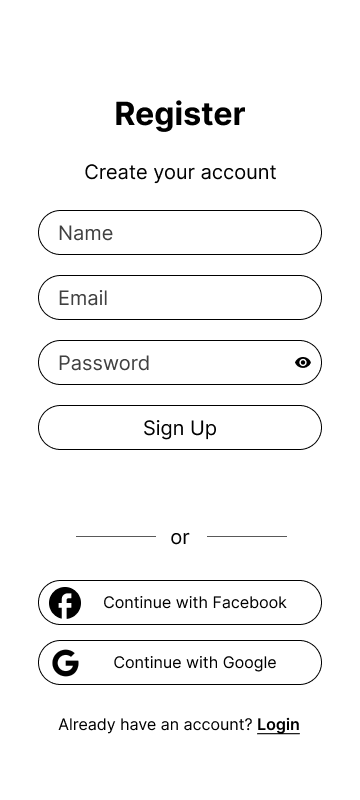 Register
Create your account
Name
Email
Password
Sign Up
or
Continue with Facebook
Continue with Google
Already have an account? Login